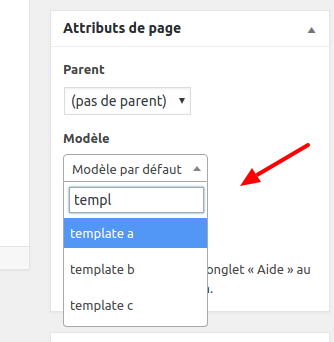 Attributs de page
Parent
(pas de parent)
Modèle
Modèle par défaut
templ
template a
template b
onglet « Aide » au
template c